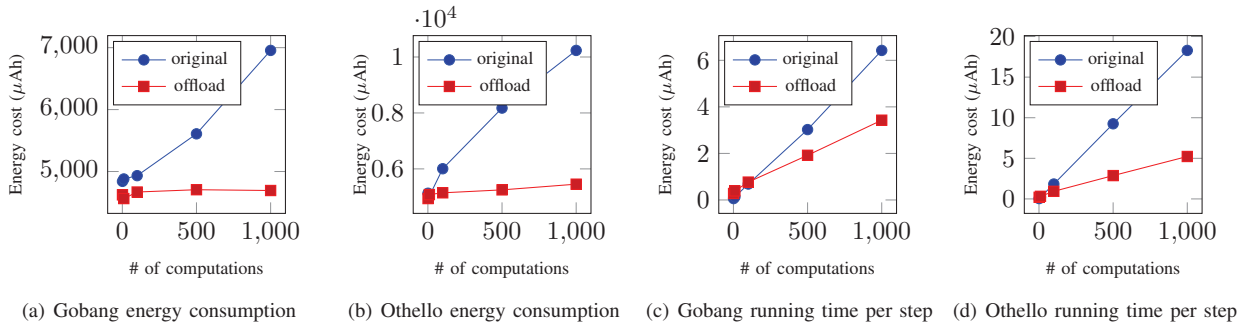 ·10⁴
7,000
6,000
5,000
0
500
1,000
Energy cost (μAh)
# of computations
original
offload
1
0.8
0.6
0
500
1,000
Energy cost (μAh)
# of computations
original
offload
6
4
2
0
0
500
1,000
Energy cost (μAh)
# of computations
original
offload
20
15
10
5
0
0
500
1,000
Energy cost (μAh)
# of computations
original
offload
(a) Gobang energy consumption
(b) Othello energy consumption
(c) Gobang running time per step
(d) Othello running time per step